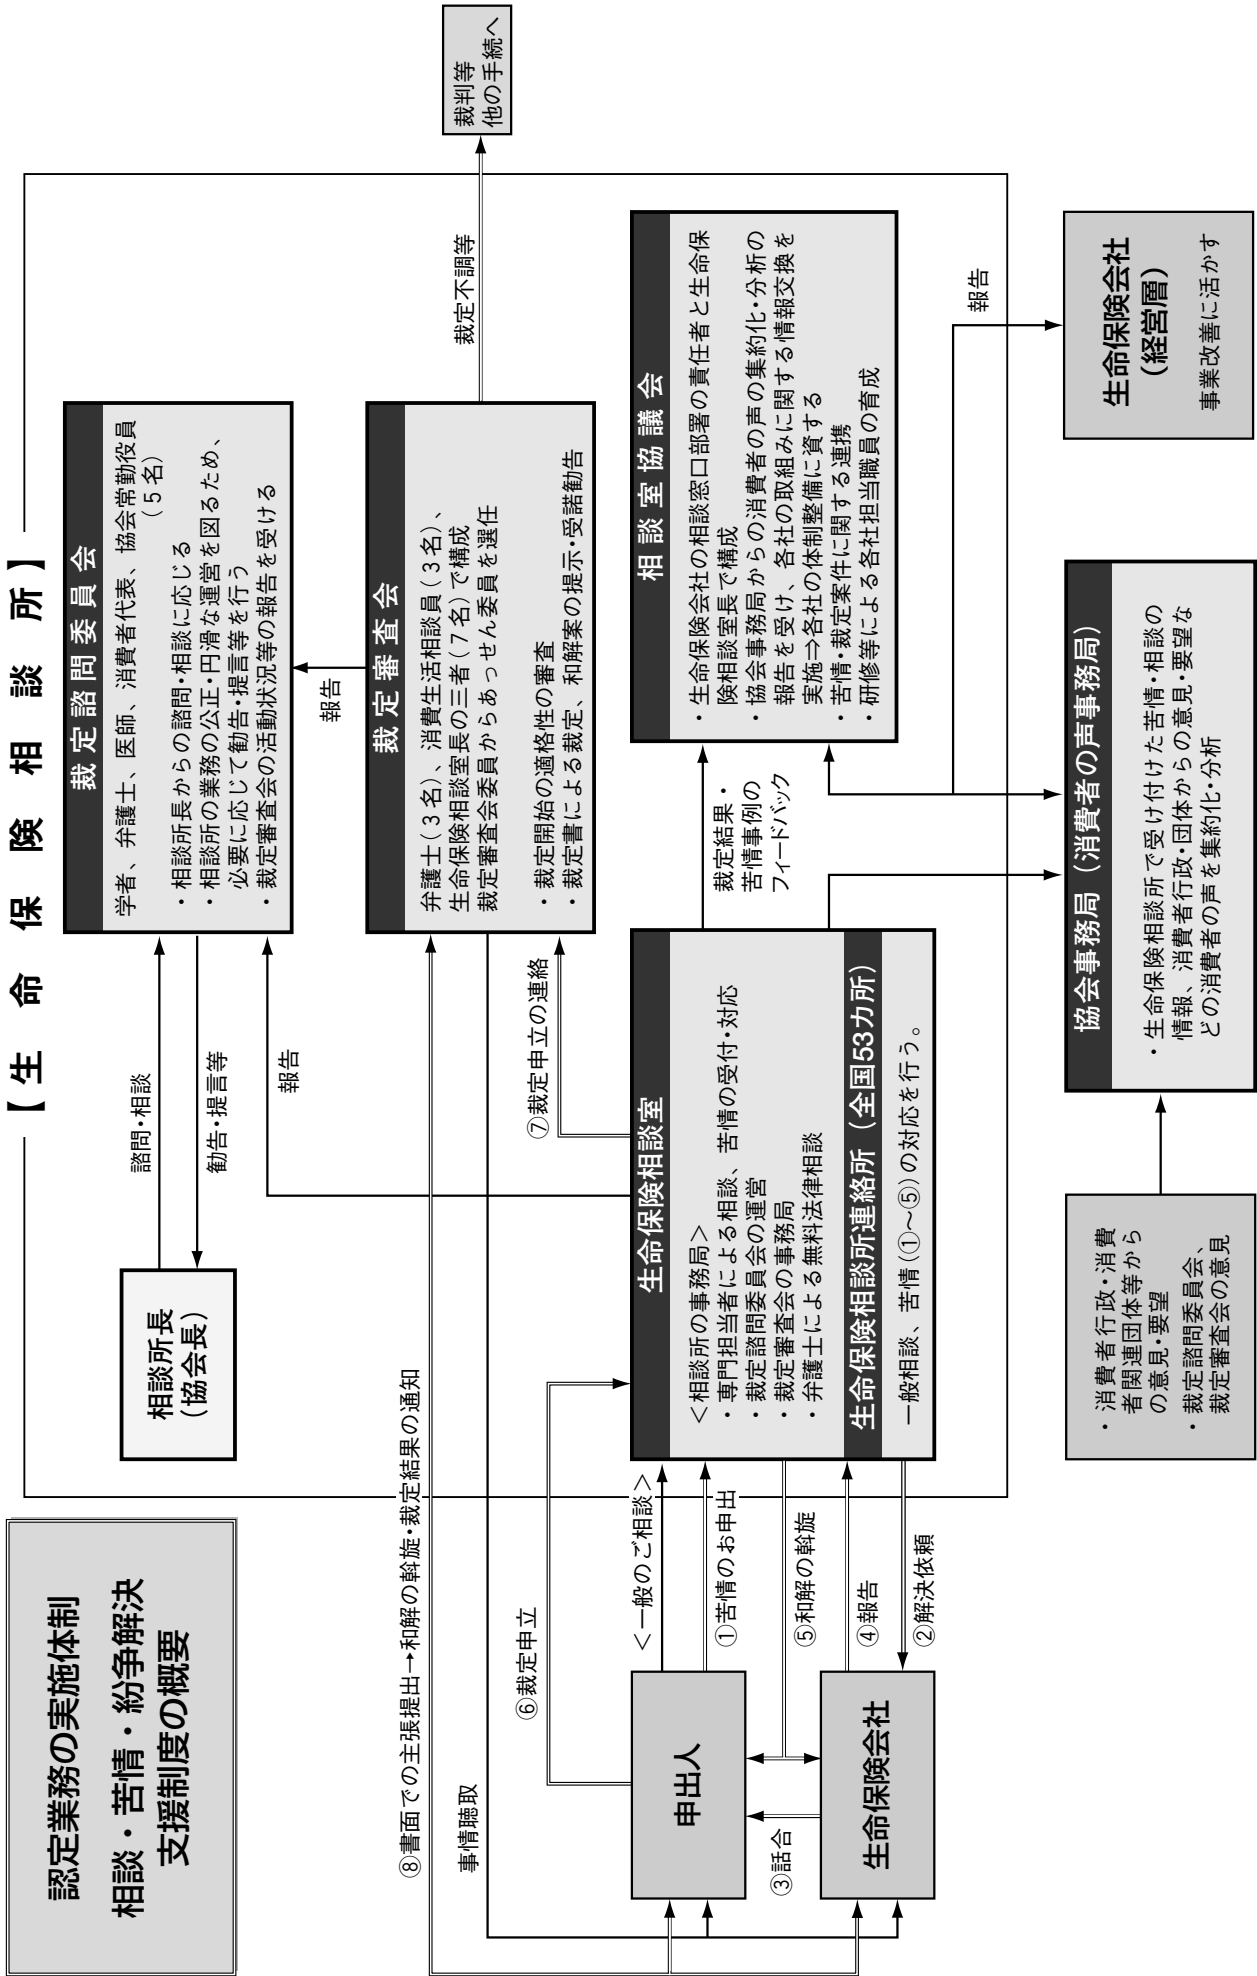 認定業務の実施体制
相談・苦情・紛争解決
支援制度の概要
【生命保険相談所】
相談所長
（協会長）
諮問・相談
勧告・提言等
報告
裁定諮問委員会
学者、弁護士、医師、消費者代表、協会常勤役員
（5名）
・相談所長からの諮問・相談に応じる
・相談所の業務の公正・円滑な運営を図るため、
必要に応じて勧告・提言等を行う
・裁定審査会の活動状況等の報告を受ける
報告
裁定審査会
弁護士（3名）、消費生活相談員（3名）、
生命保険相談室長の三者（7名）で構成
裁定審査会委員からあっせん委員を選任
・裁定開始の適格性の審査
・裁定書による裁定、和解案の提示・受諾勧告
裁定不調等
裁判等
他の手続へ
⑧書面での主張提出→和解の斡旋・裁定結果の通知
事情聴取
⑥裁定申立
⑦裁定申立の連絡
申出人
③話合
生命保険会社
＜一般のご相談＞
①苦情のお申出
⑤和解の斡旋
④報告
②解決依頼
生命保険相談室
＜相談所の事務局＞
・専門担当者による相談、苦情の受付・対応
・裁定諮問委員会の運営
・裁定審査会の事務局
・弁護士による無料法律相談
生命保険相談所連絡所（全国53カ所）
一般相談、苦情（①～⑤）の対応を行う。
裁定結果・
苦情事例の
フィードバック
相談室協議会
・生命保険会社の相談窓口部署の責任者と生命保
険相談室長で構成
・協会事務局からの消費者の声の集約化・分析の
報告を受け、各社の取組みに関する情報交換を
実施⇒各社の体制整備に資する
・苦情・裁定案件に関する連携
・研修等による各社担当職員の育成
報告
・消費者行政・消費
者関連団体等から
の意見・要望
・裁定諮問委員会、
裁定審査会の意見
協会事務局（消費者の声事務局）
・生命保険相談所で受け付けた苦情・相談の
情報、消費者行政・団体からの意見・要望な
どの消費者の声を集約化・分析
生命保険会社
（経営層）
事業改善に活かす